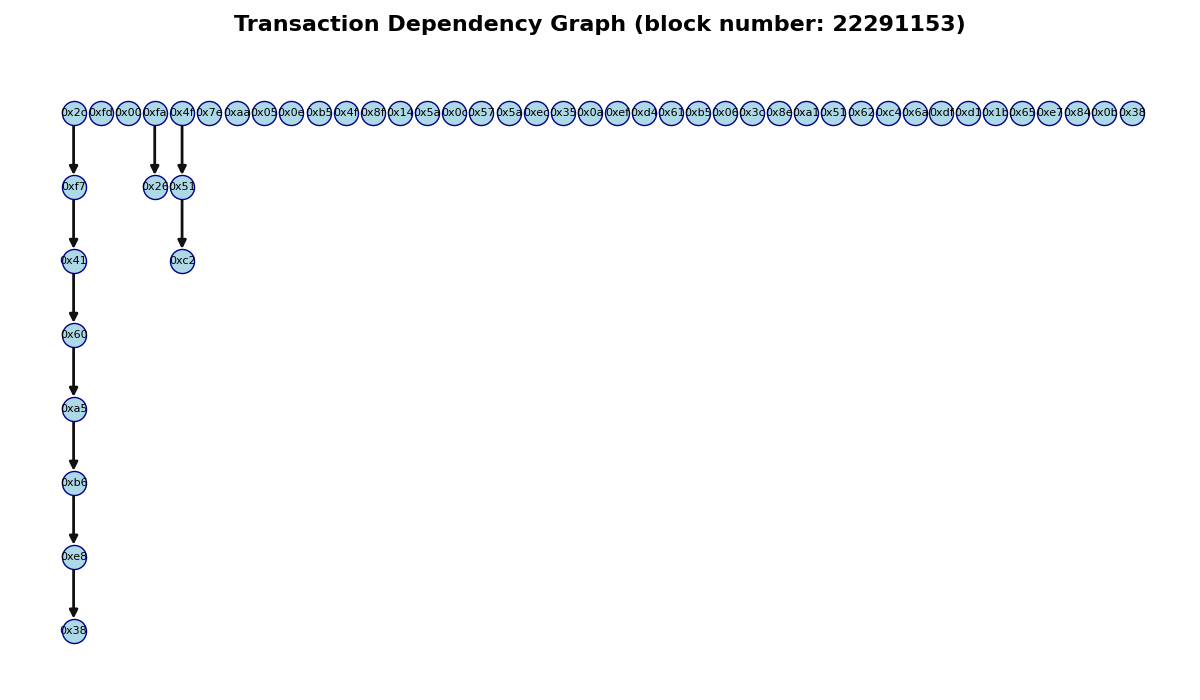 Transaction Dependency Graph (block number: 22291153)
0x2c 0xfd 0x00 0xfa 0x4f 0x7e 0xaa 0x05 0x0e 0xb5 0x4f 0x8f 0x14 0x5a 0x0c 0x57 0x5a 0xec 0x35 0x0a 0xef 0xd4 0x61 0xb5 0x06 0x3c 0x8e 0xa1 0x51 0x62 0xc4 0x6a 0xdf 0xd1 0x1b 0x65 0xe7 0x84 0x0b 0x38
0xf7 0x26 0x51
0x41 0xc2
0x60
0xa5
0xb6
0xe8
0x38